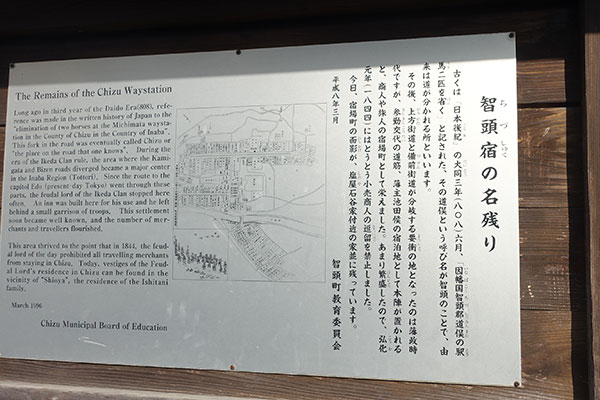 The Remains of the Chizu Waystation
Long ago in third year of the Daido Era(808), refe-
rence was made in the written history of Japan to the
"elimination of two horses at the Michimata waysta-
tion in the County of Chizu in the Country of Inaba".
This fork in the road was eventually called Chizu or
"the place on the road that one knows". During the
era of the Ikeda Clan rule, the area where the Kami-
gata and Bizen roads diverged became a major center
in the Inaba Region (Tottori). Since the route to the
capitol Edo (present day Tokyo) went through these
parts, the feudal lord of the Ikeda Clan stopped here
often. An inn was built here for his use and he left
behind a small garrison of troops. This settlement
soon became well known, and the number of mer-
chants and travellers flourished.
This area thrived to the point that in 1844, the feud-
al lord of the day prohibited all travelling merchants
from staying in Chizu. Today, vestiges of the Feud-
al Lord's residence in Chizu can be found in the
vicinity of "Shioya", the residence of the Ishitani
family.
March 1996
Chizu Municipal Board of Education
智頭宿の名残り
ちづしゅく
古くは「日本後紀」の大同三年(八〇八)六月、「因幡国智頭郡道俣の駅
馬二匹を省く」と記された、その道俣という呼び名が智頭のことで、由
来は道が分かれる所といいます。
その後、上方街道と備前街道が分岐する要衝の地となったのは藩政時
代ですが、参勤交代の道筋、藩主池田侯の宿泊地として本陣が置かれる
と、商人や旅人の宿場町として栄えました。あまり繁盛したので、弘化
元年(一八四四)にはとうとう小売商人の逗留を禁止しました。
今日、宿場町の面影が、塩屋石谷家付近の家並に残っています。
平成八年三月
智頭町教育委員会